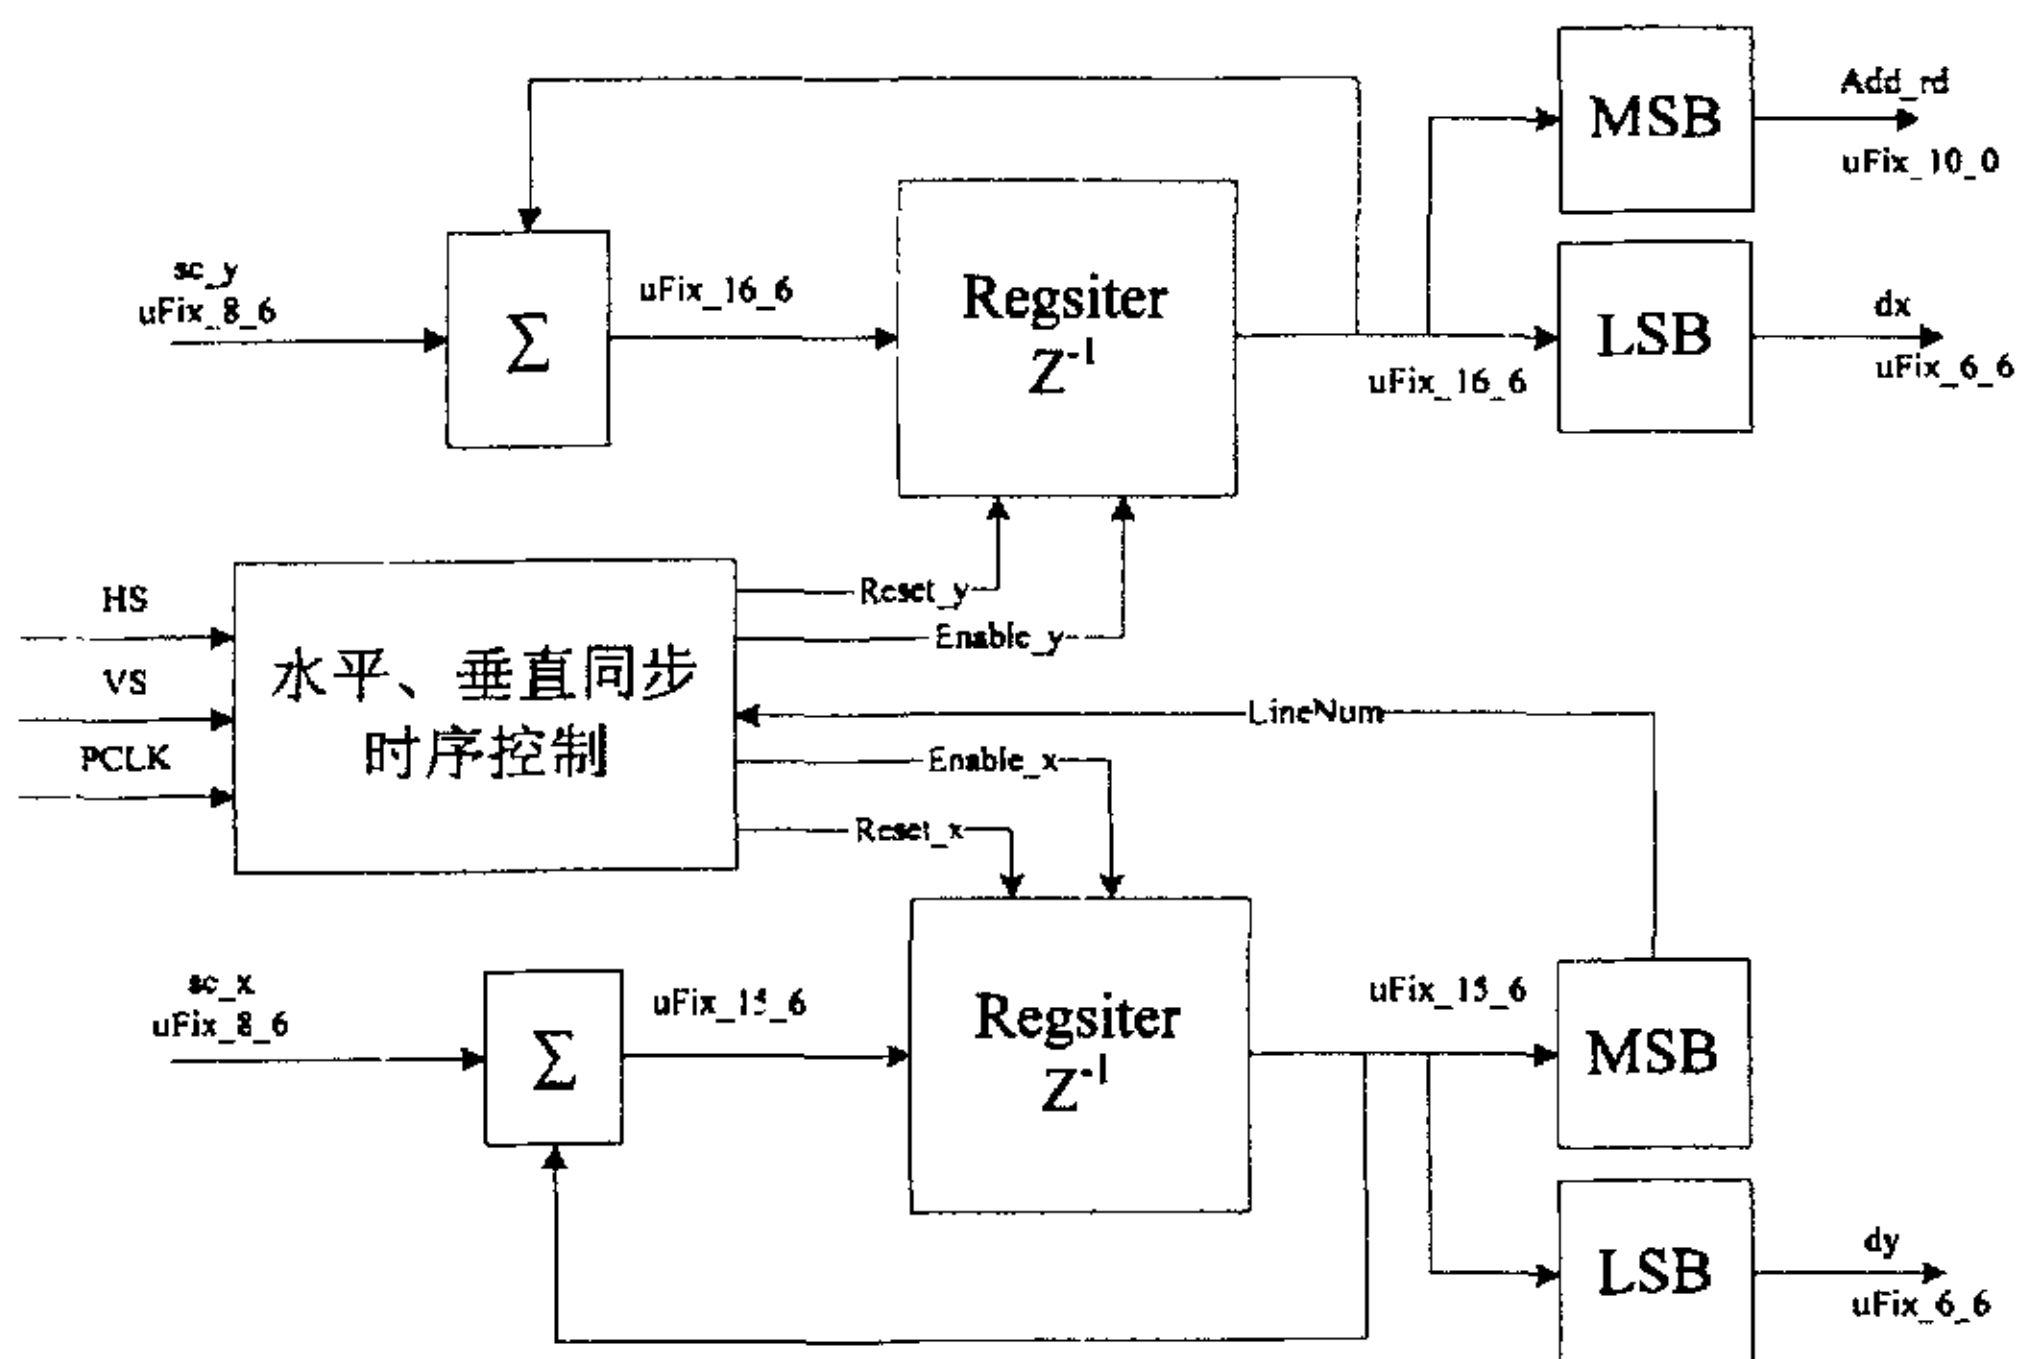 MSB
Add_rd
uFix_10_0
sc_y
uFix_8_6
Σ
uFix_16_6
Regsiter
Z-1
uFix_16_6
LSB
dx
uFix_6_6
HS
VS
PCLK
水平、垂直同步
时序控制
Reset_y
Enable_y
LineNum
Enable_x
Reset_x
sc_x
uFix_8_6
Σ
uFix_15_6
Regsiter
Z-1
uFix_15_6
MSB
LSB
dy
uFix_6_6